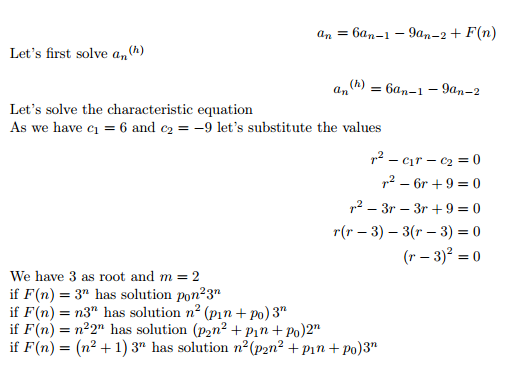 aₙ = 6aₙ₋₁ − 9aₙ₋₂ + F(n)
Let's first solve aₙ⁽ʰ⁾
aₙ⁽ʰ⁾ = 6aₙ₋₁ − 9aₙ₋₂
Let's solve the characteristic equation
As we have c₁ = 6 and c₂ = −9 let's substitute the values
r² − c₁r − c₂ = 0
r² − 6r + 9 = 0
r² − 3r − 3r + 9 = 0
r(r − 3) − 3(r − 3) = 0
(r − 3)² = 0
We have 3 as root and m = 2
if F(n) = 3ⁿ has solution p₀n²3ⁿ
if F(n) = n3ⁿ has solution n² (p₁n + p₀) 3ⁿ
if F(n) = n²2ⁿ has solution (p₂n² + p₁n + p₀)2ⁿ
if F(n) = (n² + 1) 3ⁿ has solution n²(p₂n² + p₁n + p₀)3ⁿ